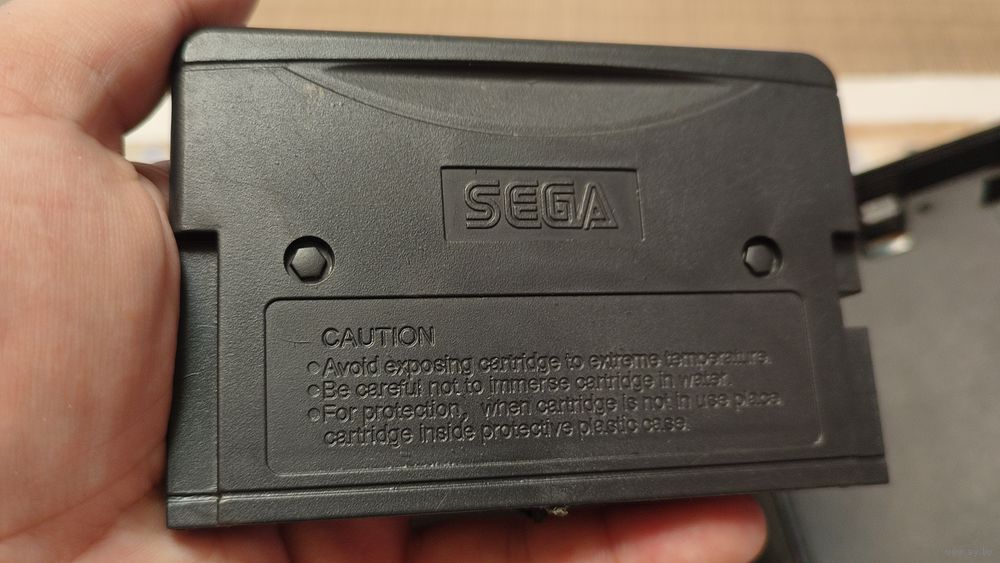 SEGA
CAUTION
●Avoid exposing cartridge to extreme temperature.
●Be careful not to immerse cartridge in water.
●For protection, when cartridge is not in use place
cartridge inside protective plastic case.